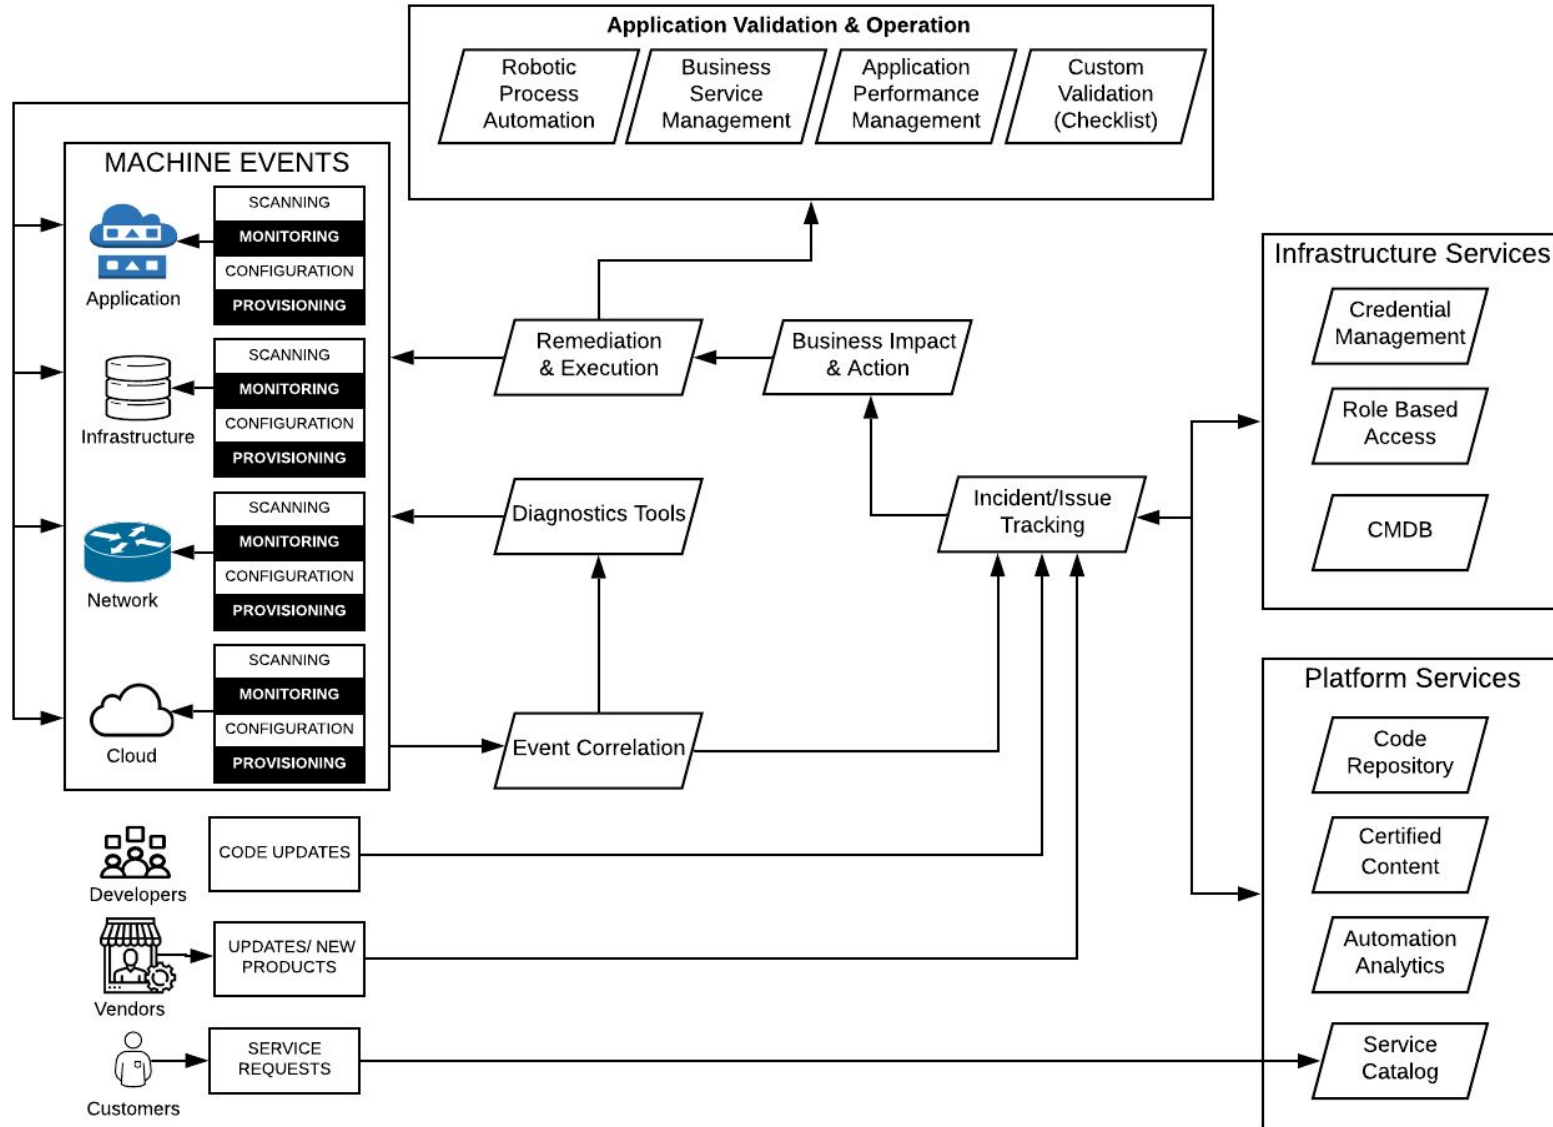 Application Validation & Operation
Robotic
Process
Automation
Business
Service
Management
Application
Performance
Management
Custom
Validation
(Checklist)
MACHINE EVENTS
Application
SCANNING
MONITORING
CONFIGURATION
PROVISIONING
Infrastructure
SCANNING
MONITORING
CONFIGURATION
PROVISIONING
Network
SCANNING
MONITORING
CONFIGURATION
PROVISIONING
Cloud
SCANNING
MONITORING
CONFIGURATION
PROVISIONING
Remediation
& Execution
Business Impact
& Action
Diagnostics Tools
Incident/Issue
Tracking
Event Correlation
Developers
CODE UPDATES
Vendors
UPDATES/ NEW
PRODUCTS
Customers
SERVICE
REQUESTS
Infrastructure Services
Credential
Management
Role Based
Access
CMDB
Platform Services
Code
Repository
Certified
Content
Automation
Analytics
Service
Catalog